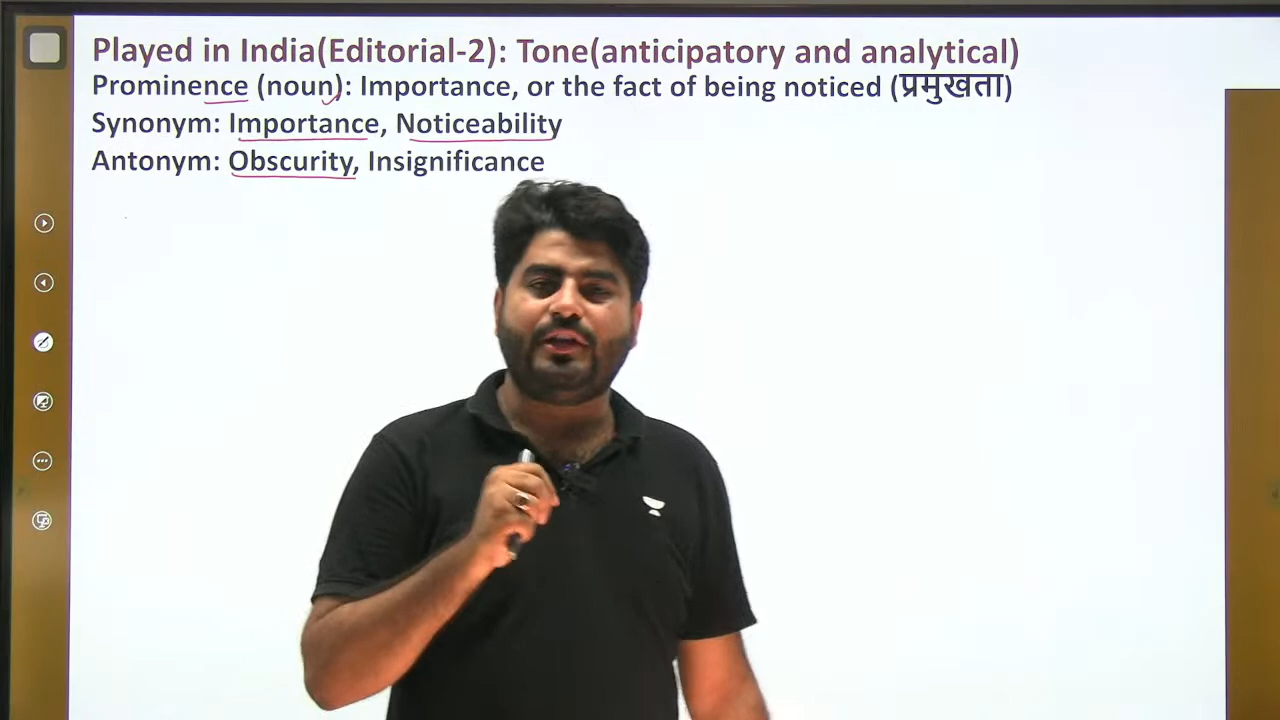 Played in India(Editorial-2): Tone(anticipatory and analytical)
Prominence (noun): Importance, or the fact of being noticed (प्रमुखता)
Synonym: Importance, Noticeability
Antonym: Obscurity, Insignificance